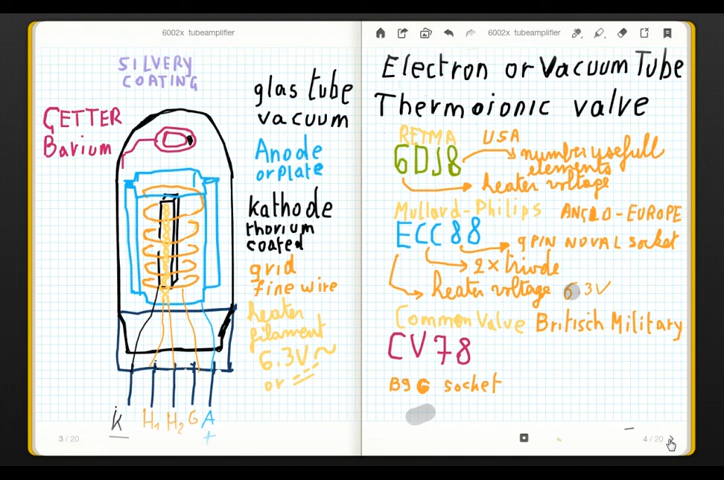 6002x tubeamplifier
SILVERY
COATING
GETTER
Barium
glas tube
vacuum
Anode
or plate
kathode
thorium
coated
grid
fine wire
heater
filament
6.3V ~
or
K H1 H2 G A
+
3 / 20
6002x tubeamplifier
Electron or Vacuum Tube
Thermoionic valve
RETMA USA
6DJ8 number usefull
elements
heater voltage
Mullard-Philips ANGLO-EUROPE
ECC88 9PIN NOVAL socket
2x triode
Heater voltage 6 3V
Common Valve Britisch Military
CV78
B9G socket
4 / 20